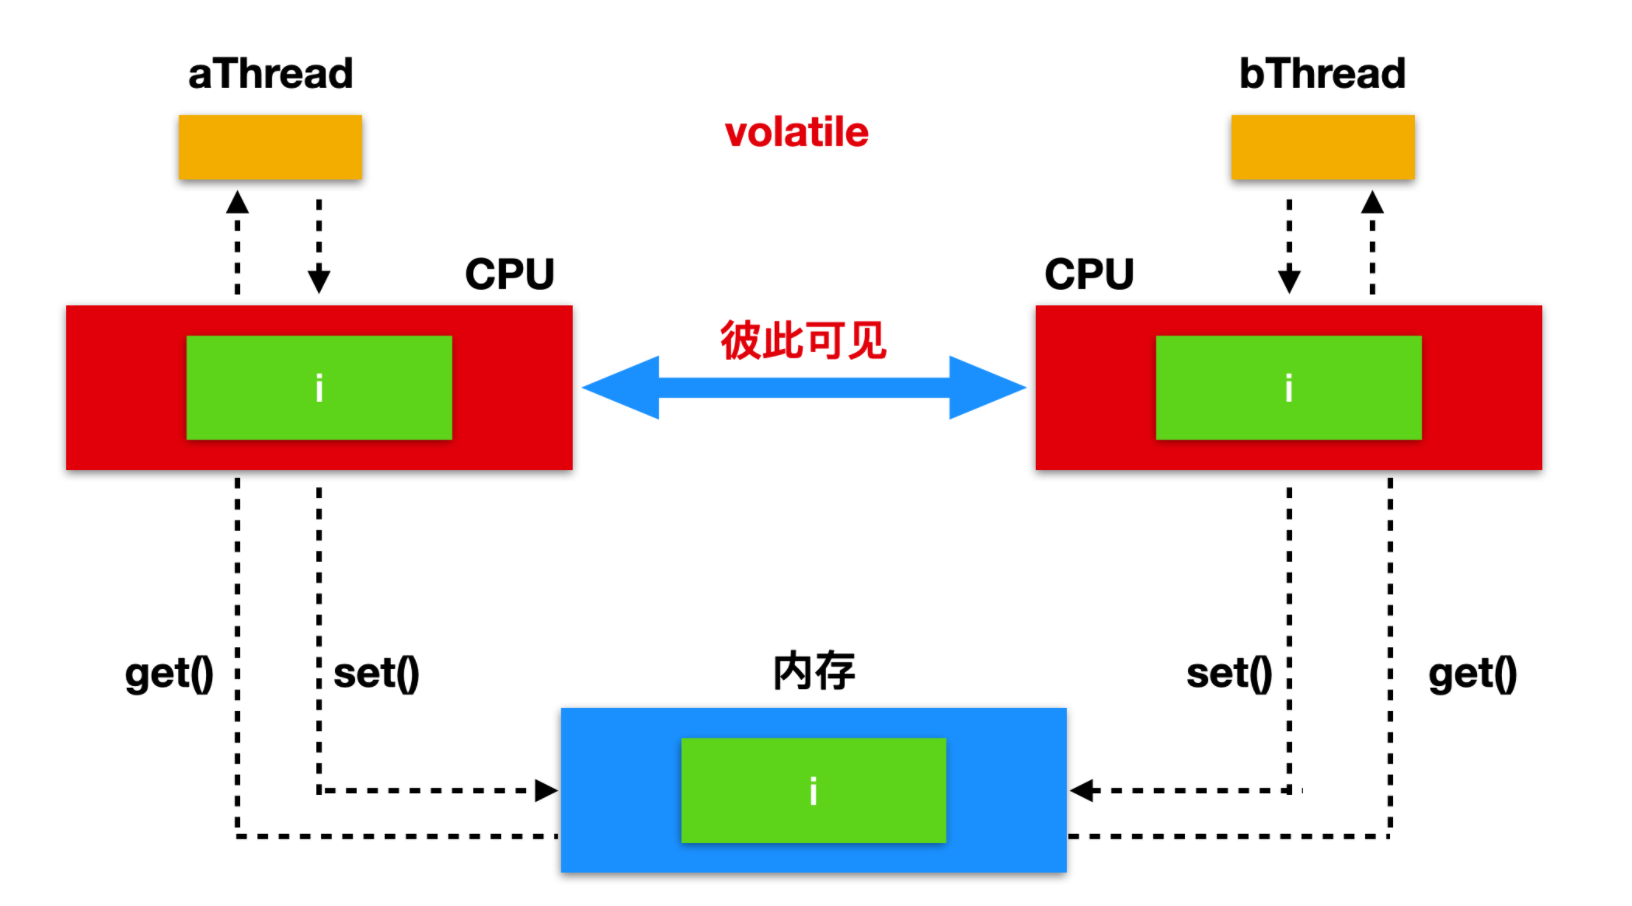 aThread
bThread
volatile
CPU
CPU
彼此可见
i
i
get()
set()
内存
set()
get()
i